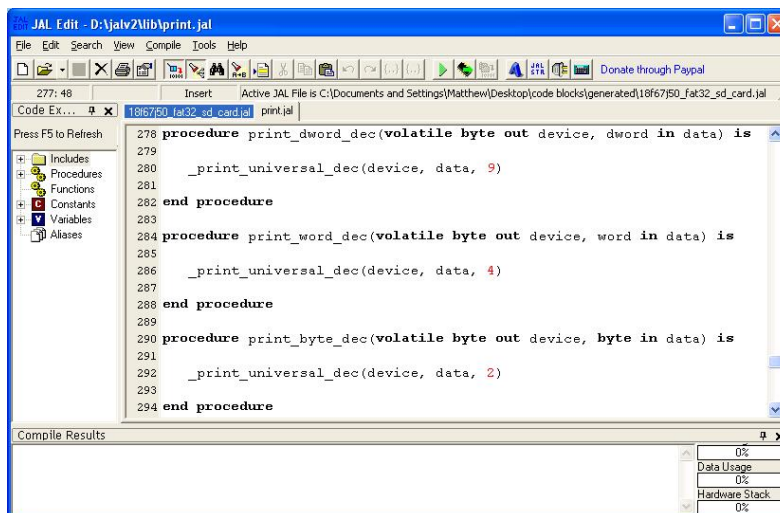 JAL Edit - D:\jalv2\lib\print.jal
File Edit Search View Compile Tools Help
Donate through Paypal
277: 48 Insert Active JAL File is C:\Documents and Settings\Matthew\Desktop\code blocks\generated\18f67j50_fat32_sd_card.jal
Code Ex...
18f67j50_fat32_sd_card.jal print.jal
Press F5 to Refresh
Includes
Procedures
Functions
Constants
Variables
Aliases
278 procedure print_dword_dec(volatile byte out device, dword in data) is
279
280 _print_universal_dec(device, data, 9)
281
282 end procedure
283
284 procedure print_word_dec(volatile byte out device, word in data) is
285
286 _print_universal_dec(device, data, 4)
287
288 end procedure
289
290 procedure print_byte_dec(volatile byte out device, byte in data) is
291
292 _print_universal_dec(device, data, 2)
293
294 end procedure
Compile Results
0%
Data Usage
0%
Hardware Stack
0%